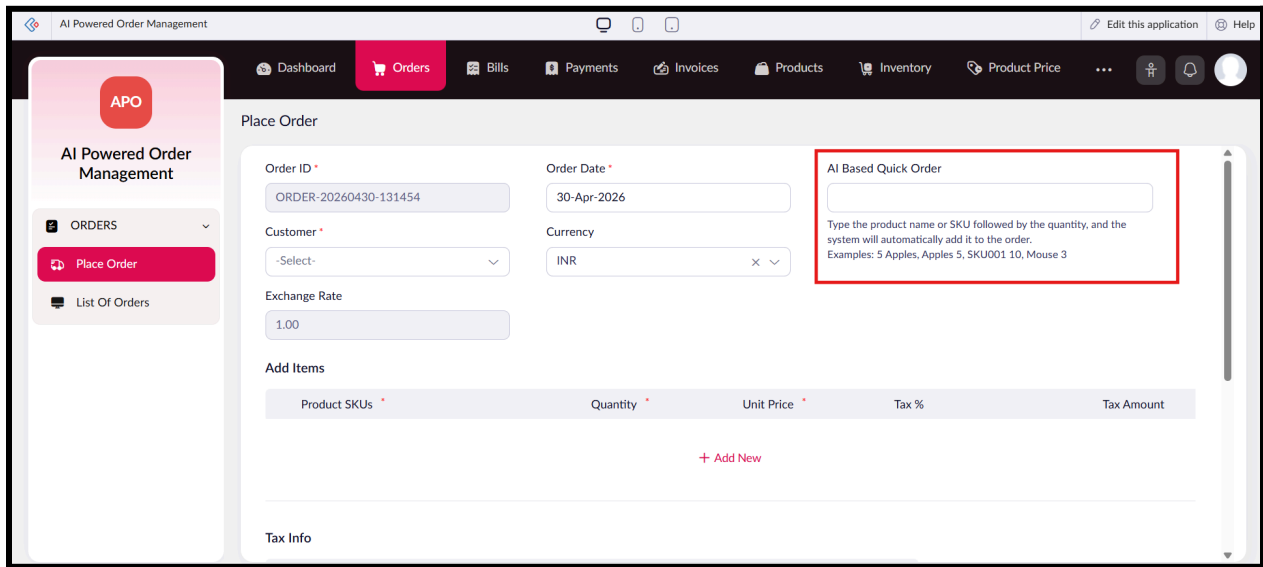 AI Powered Order Management
Edit this application
Help
Dashboard
Orders
Bills
Payments
Invoices
Products
Inventory
Product Price
APO
AI Powered Order
Management
ORDERS
Place Order
List Of Orders
Place Order
Order ID *
ORDER-20260430-131454
Order Date *
30-Apr-2026
AI Based Quick Order
Type the product name or SKU followed by the quantity, and the
system will automatically add it to the order.
Examples: 5 Apples, Apples 5, SKU001 10, Mouse 3
Customer *
-Select-
Currency
INR
Exchange Rate
1.00
Add Items
Product SKUs *
Quantity *
Unit Price *
Tax %
Tax Amount
+ Add New
Tax Info